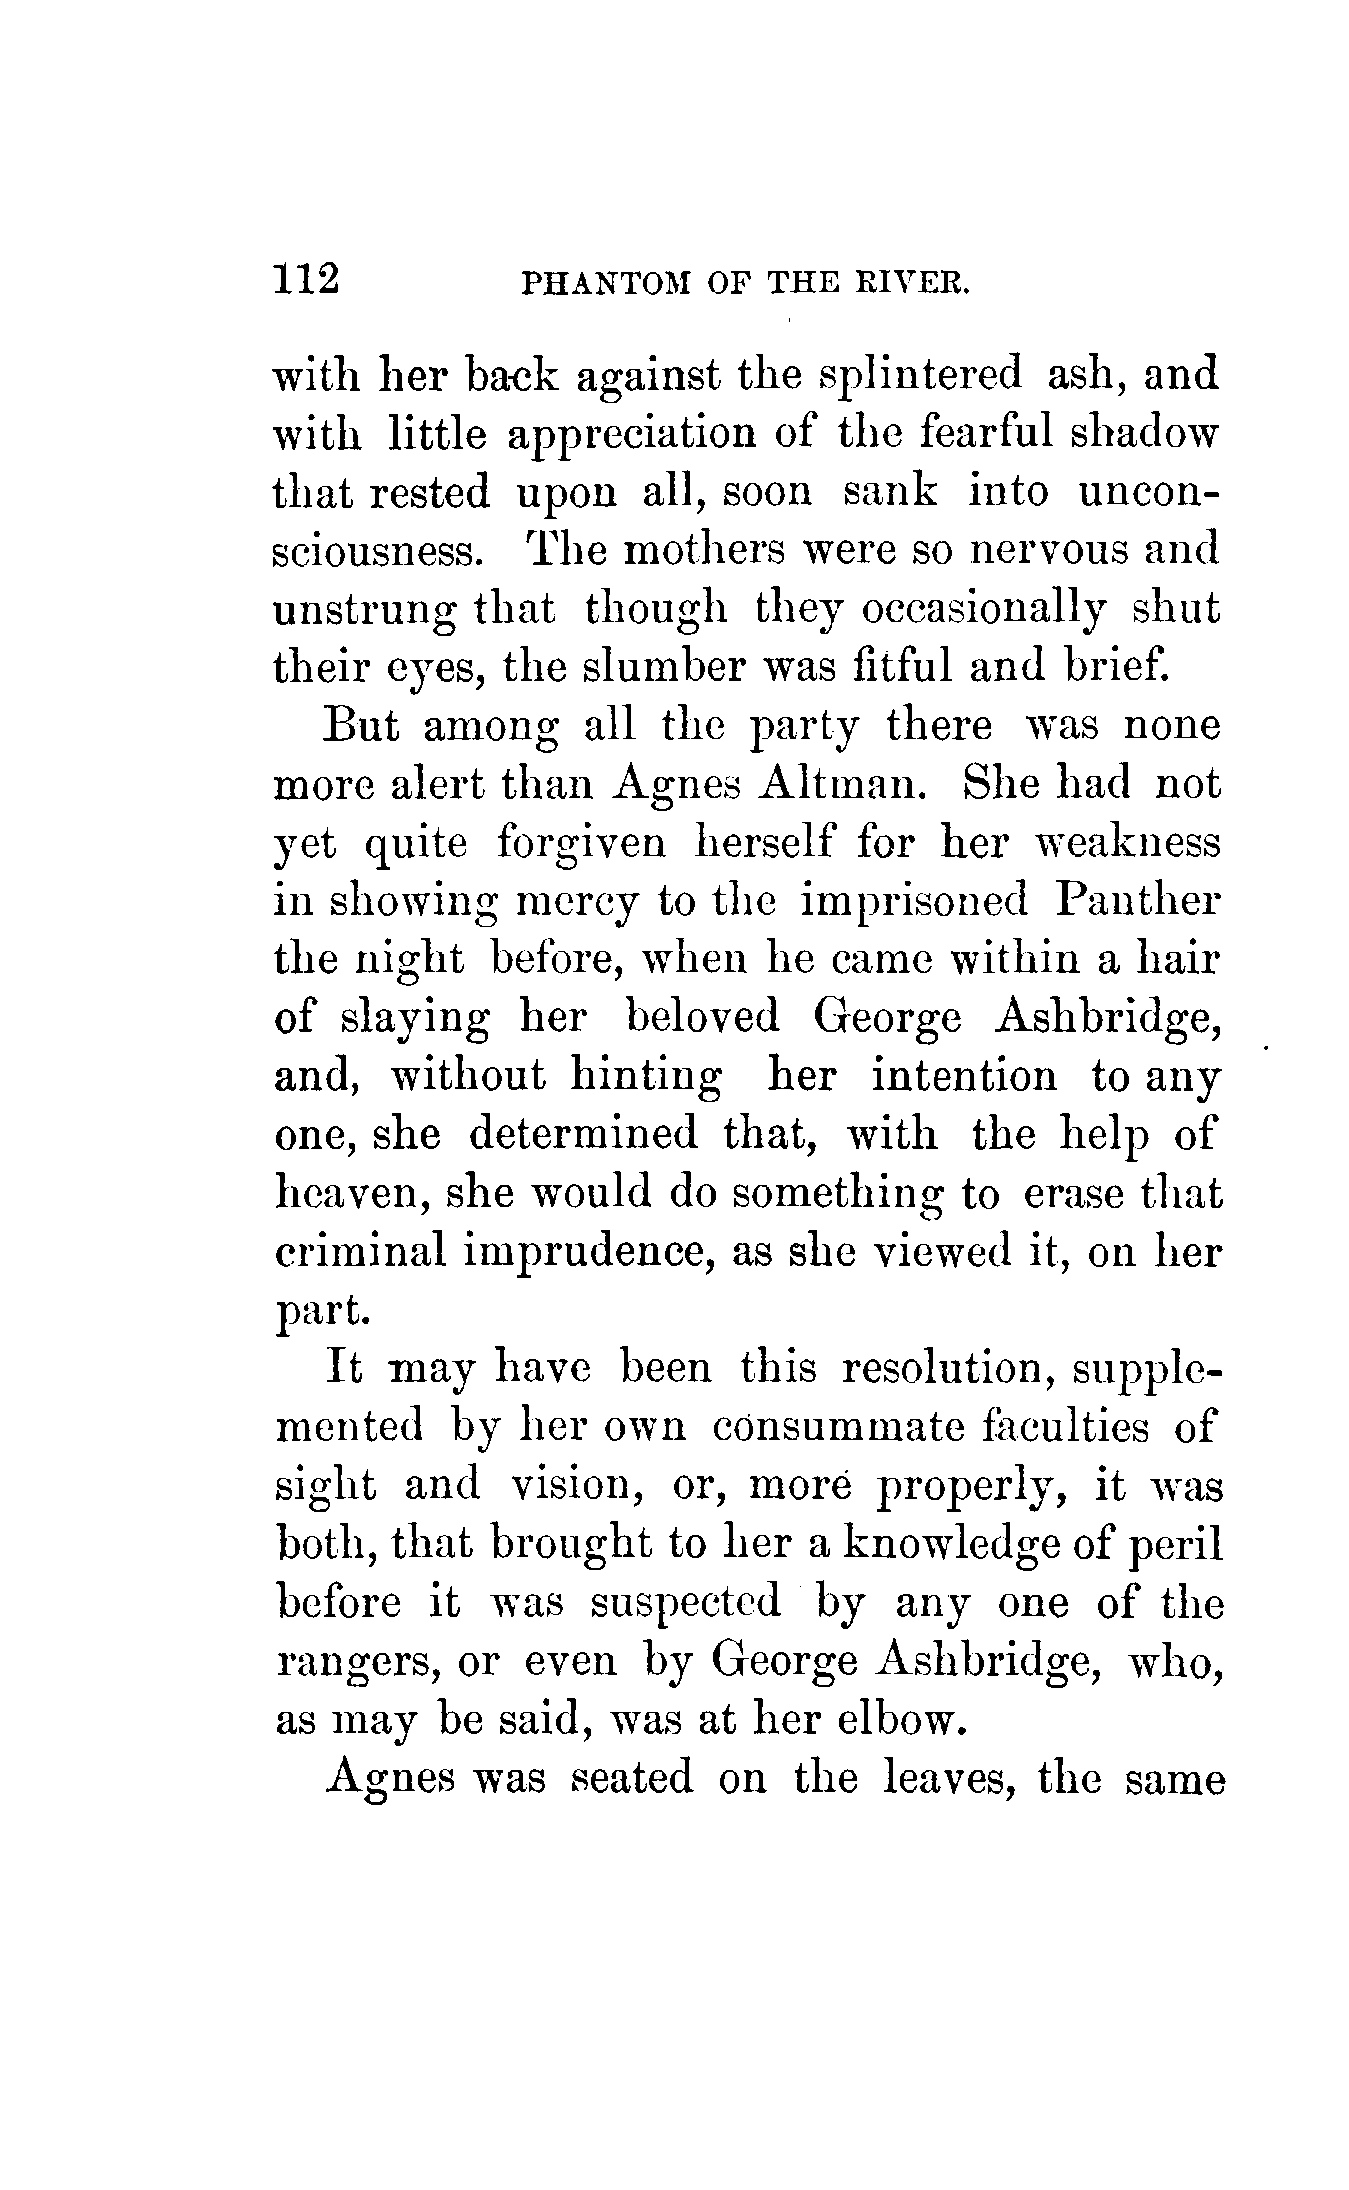 112 PHANTOM OF THE RIVER.
with her back against the splintered ash, and
with little appreciation of the fearful shadow
that rested upon all, soon sank into uncon-
sciousness. The mothers were so nervous and
unstrung that though they occasionally shut
their eyes, the slumber was fitful and brief.
But among all the party there was none
more alert than Agnes Altman. She had not
yet quite forgiven herself for her weakness
in showing mercy to the imprisoned Panther
the night before, when he came within a hair
of slaying her beloved George Ashbridge,
and, without hinting her intention to any
one, she determined that, with the help of
heaven, she would do something to erase that
criminal imprudence, as she viewed it, on her
part.
It may have been this resolution, supple-
mented by her own consummate faculties of
sight and vision, or, more properly, it was
both, that brought to her a knowledge of peril
before it was suspected by any one of the
rangers, or even by George Ashbridge, who,
as may be said, was at her elbow.
Agnes was seated on the leaves, the same